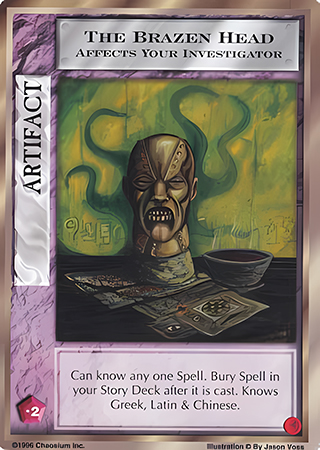 THE BRAZEN HEAD
AFFECTS YOUR INVESTIGATOR
ARTIFACT
Can know any one Spell. Bury Spell in
your Story Deck after it is cast. Knows
Greek, Latin & Chinese.
-2
©1996 Chaosium Inc.
Illustration © By Jason Voss